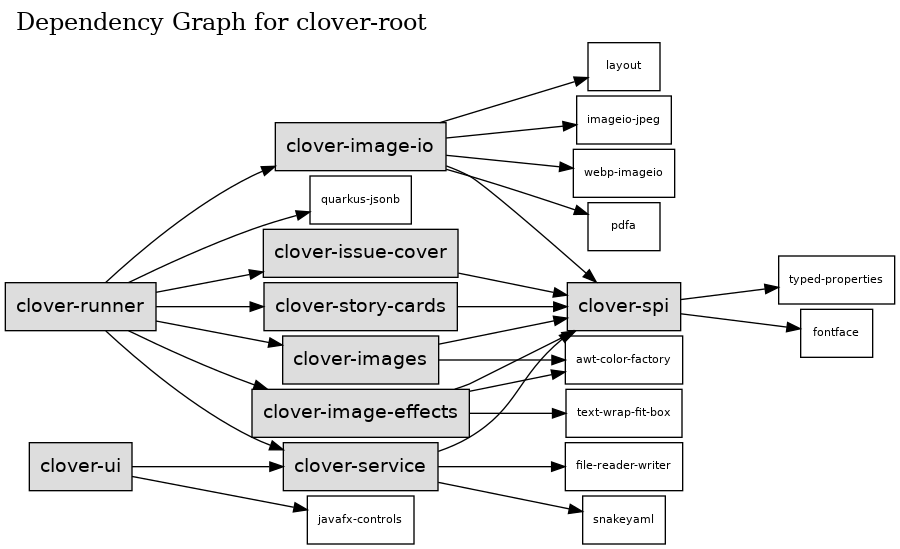 Dependency Graph for clover-root
layout
imageio-jpeg
clover-image-io
webp-imageio
quarkus-jsonb
pdfa
clover-issue-cover
typed-properties
clover-runner
clover-story-cards
clover-spi
fontface
clover-images
awt-color-factory
clover-image-effects
text-wrap-fit-box
clover-ui
clover-service
file-reader-writer
javafx-controls
snakeyaml